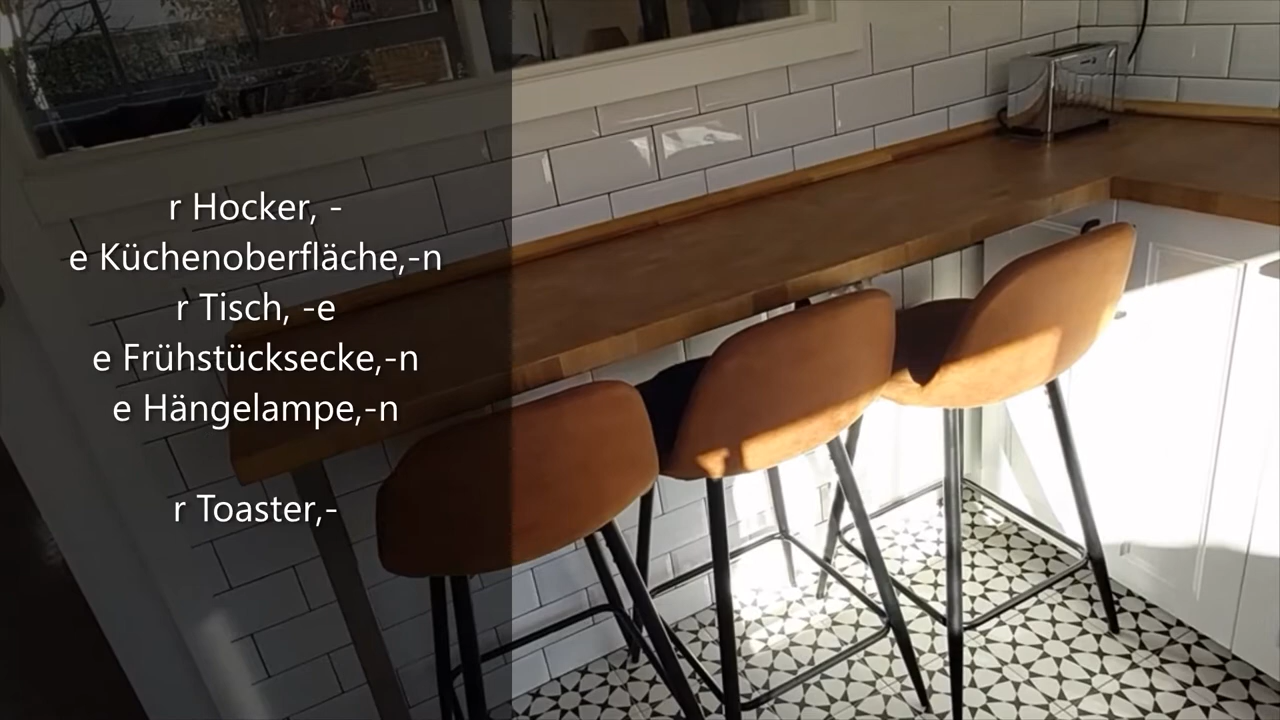 r Hocker, -
e Küchenoberfläche,-n
r Tisch, -e
e Frühstücksecke,-n
e Hängelampe,-n
r Toaster,-